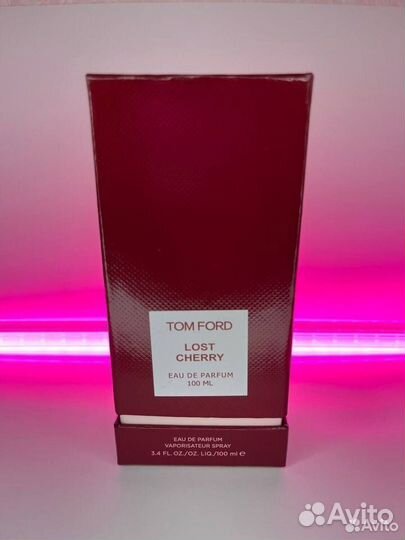 TOM FORD
LOST
CHERRY
EAU DE PARFUM
100 ML
EAU DE PARFUM
VAPORISATEUR SPRAY
3.4 FL.OZ./OZ. LIQ./100 ml ℮
Avito
Avito